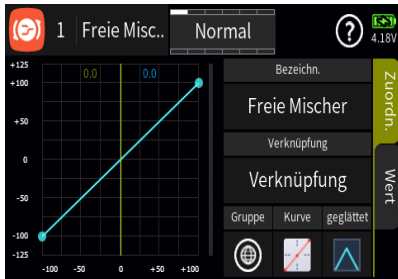 1 Freie Misc.. Normal ?
4.18V
+125
+100
+50
0
-50
-100
-125
0.0 0.0
-100 -50 0 +50 +100
Bezeichn.
Freie Mischer
Verknüpfung
Verknüpfung
Gruppe Kurve geglättet
Zuordn.
Wert